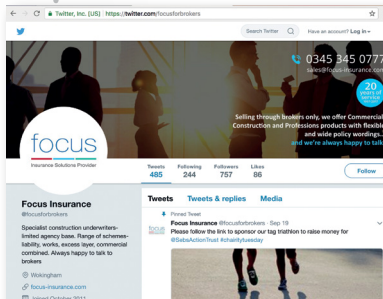 Twitter, Inc. [US] https://twitter.com/focusforbrokers
Search Twitter
Have an account? Log in
0345 345 0777
sales@focus-insurance.com
20
years of
service
Selling through brokers only, we offer Commercial
Construction and Professions products with flexible
and wide policy wordings..
and we're always happy to talk
focus
Insurance Solutions Provider
Tweets Following Followers Likes
485 244 757 86
Follow
Focus Insurance
@focusforbrokers
Specialist construction underwriters-
limited agency base. Range of schemes-
liability, works, excess layer, commercial
combined. Always happy to talk to
brokers
Wokingham
focus-insurance.com
Joined October 2011
Tweets Tweets & replies Media
Pinned Tweet
Focus Insurance @focusforbrokers · Sep 19
Please follow the link to sponsor our tag triathlon to raise money for
@SabsActionTrust #chairitytuesday
focus